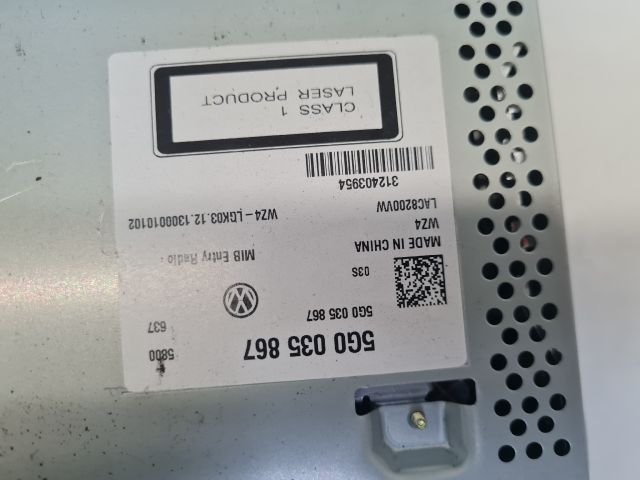 5G0 035 867
5800
5G0 035 867
637
03S
MIB Entry Radio
MADE IN CHINA
WZ4
WZ4-LGK03.12.1300010102
LAC8200VW
312403954
CLASS 1
LASER PRODUCT